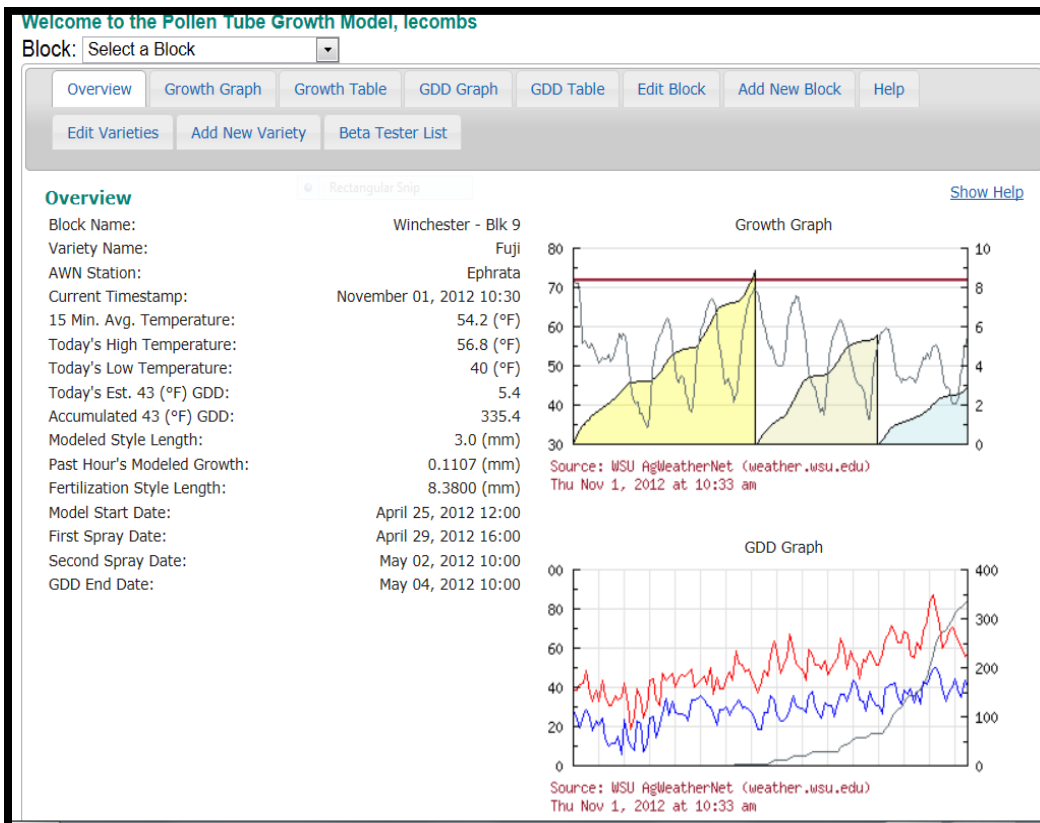 Welcome to the Pollen Tube Growth Model, lecombs
Block: Select a Block
Overview Growth Graph Growth Table GDD Graph GDD Table Edit Block Add New Block Help
Edit Varieties Add New Variety Beta Tester List
Rectangular Snip
Show Help
Overview
Block Name: Winchester - Blk 9
Variety Name: Fuji
AWN Station: Ephrata
Current Timestamp: November 01, 2012 10:30
15 Min. Avg. Temperature: 54.2 (°F)
Today's High Temperature: 56.8 (°F)
Today's Low Temperature: 40 (°F)
Today's Est. 43 (°F) GDD: 5.4
Accumulated 43 (°F) GDD: 335.4
Modeled Style Length: 3.0 (mm)
Past Hour's Modeled Growth: 0.1107 (mm)
Fertilization Style Length: 8.3800 (mm)
Model Start Date: April 25, 2012 12:00
First Spray Date: April 29, 2012 16:00
Second Spray Date: May 02, 2012 10:00
GDD End Date: May 04, 2012 10:00
Growth Graph
80 10
70 8
60 6
50 4
40 2
30 0
Source: WSU AgWeatherNet (weather.wsu.edu)
Thu Nov 1, 2012 at 10:33 am
GDD Graph
00 400
80 300
60
40 200
20 100
0 0
Source: WSU AgWeatherNet (weather.wsu.edu)
Thu Nov 1, 2012 at 10:33 am